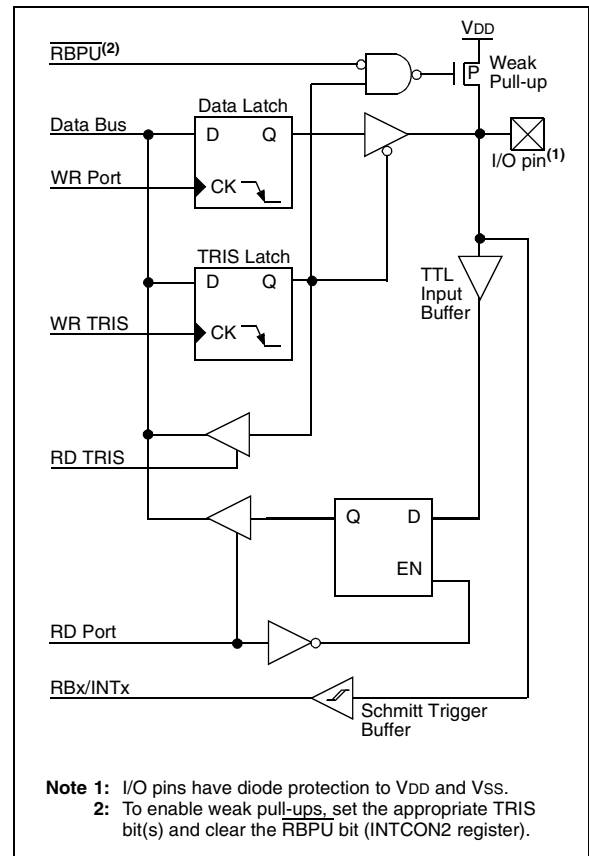 VDD
RBPU(2)
P
Weak
Pull-up
Data Latch
Data Bus
D Q
I/O pin(1)
WR Port
CK
TRIS Latch
D Q
TTL
Input
Buffer
WR TRIS
CK
RD TRIS
Q D
EN
RD Port
RBx/INTx
Schmitt Trigger
Buffer
Note 1: I/O pins have diode protection to VDD and VSS.
2: To enable weak pull-ups, set the appropriate TRIS
bit(s) and clear the RBPU bit (INTCON2 register).